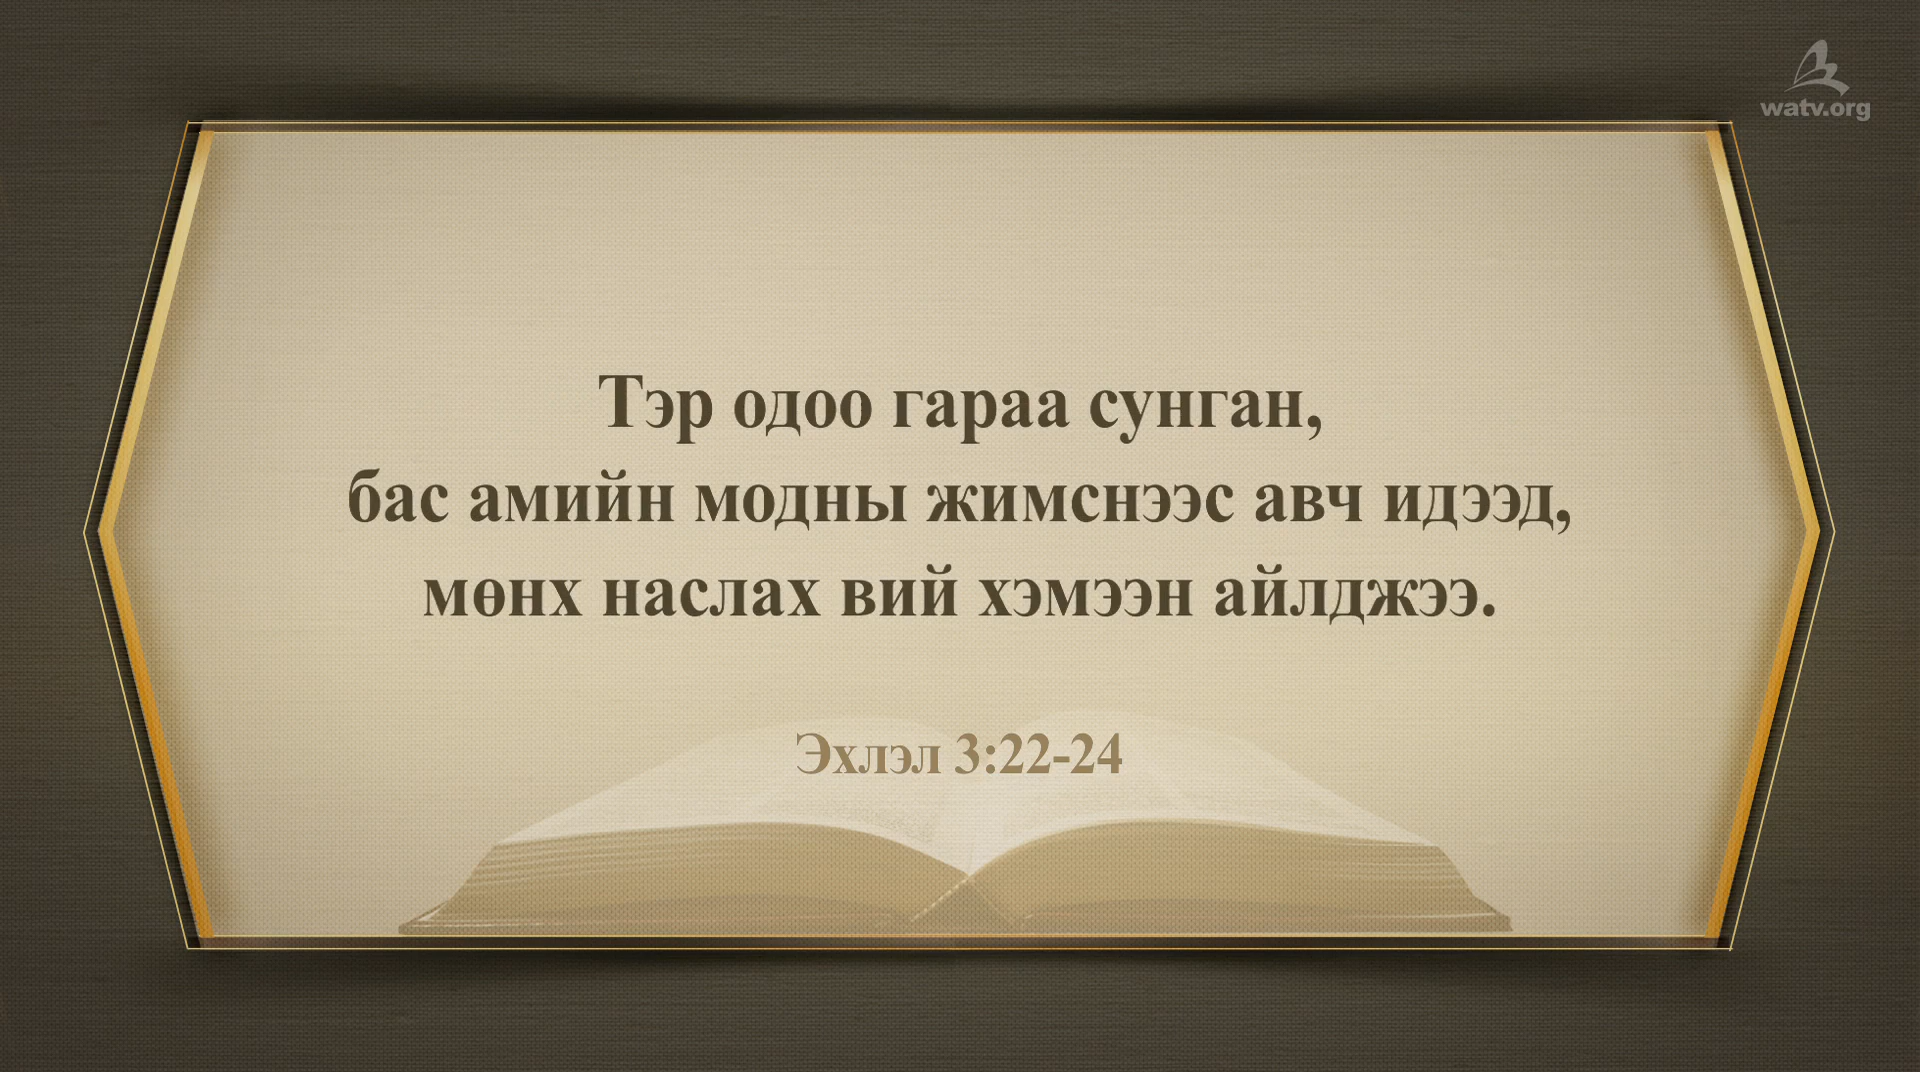 watv.org
Тэр одоо гараа сунган,
бас амийн модны жимснээс авч идээд,
мөнх наслах вий хэмээн айлджээ.
Эхлэл 3:22-24